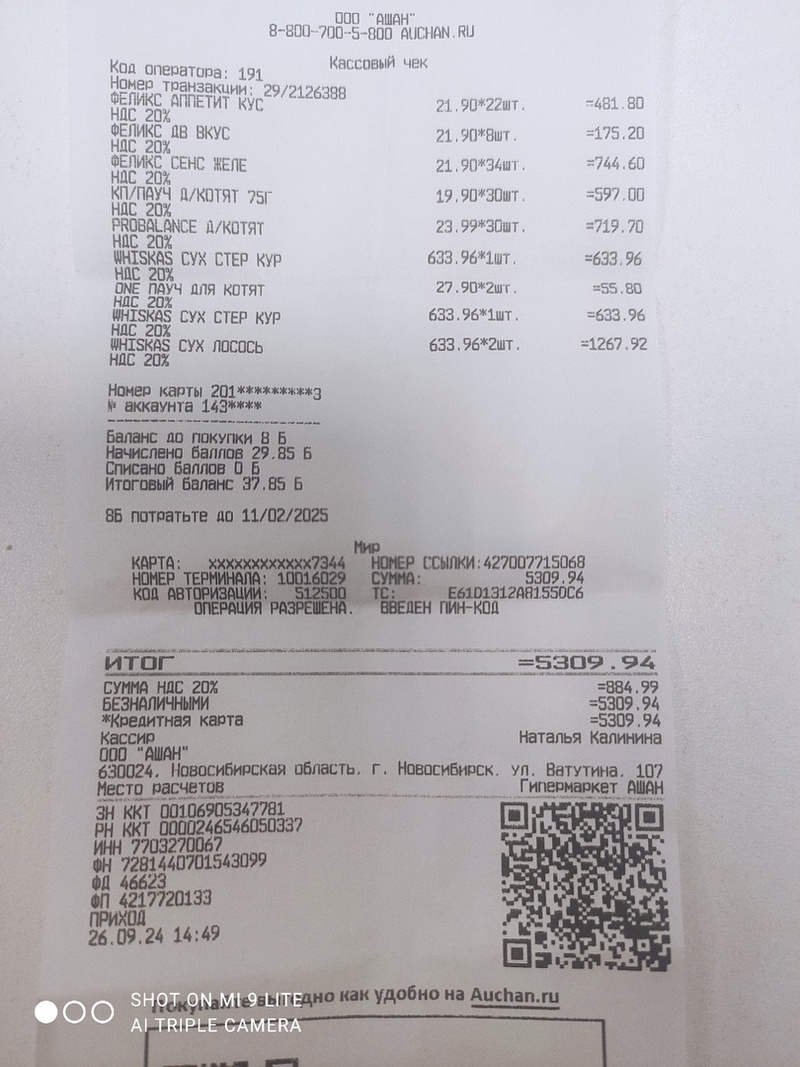 ООО "АШАН"
8-800-700-5-800 AUCHAN.RU
Кассовый чек
Код оператора: 191
Номер транзакции: 29/2126388
ФЕЛИКС АППЕТИТ КУС 21.90*22шт. =481.80
НДС 20%
ФЕЛИКС ДВ ВКУС 21.90*8шт. =175.20
НДС 20%
ФЕЛИКС СЕНС ЖЕЛЕ 21.90*34шт. =744.60
НДС 20%
КП/ПАУЧ Д/КОТЯТ 75Г 19.90*30шт. =597.00
НДС 20%
PROBALANCE Д/КОТЯТ 23.99*30шт. =719.70
НДС 20%
WHISKAS СУХ СТЕР КУР 633.96*1шт. =633.96
НДС 20%
ONE ПАУЧ ДЛЯ КОТЯТ 27.90*2шт. =55.80
НДС 20%
WHISKAS СУХ СТЕР КУР 633.96*1шт. =633.96
НДС 20%
WHISKAS СУХ ЛОСОСЬ 633.96*2шт. =1267.92
НДС 20%
Номер карты 201*********3
№ аккаунта 143****
Баланс до покупки 8 Б
Начислено баллов 29.85 Б
Списано баллов 0 Б
Итоговый баланс 37.85 Б
8Б потратьте до 11/02/2025
Мир
КАРТА: xxxxxxxxxxxx7344 НОМЕР ССЫЛКИ:427007715068
НОМЕР ТЕРМИНАЛА: 10016029 СУММА: 5309.94
КОД АВТОРИЗАЦИИ: 512500 ТС: E61D1312A81550C6
ОПЕРАЦИЯ РАЗРЕШЕНА. ВВЕДЕН ПИН-КОД
ИТОГ =5309.94
СУММА НДС 20% =884.99
БЕЗНАЛИЧНЫМИ =5309.94
*Кредитная карта =5309.94
Кассир Наталья Калинина
ООО "АШАН"
630024, Новосибирская область, г. Новосибирск, ул. Ватутина, 107
Место расчетов Гипермаркет АШАН
ЗН ККТ 00106905347781
РН ККТ 0000246546050337
ИНН 7703270067
ФН 7281440701543099
ФД 46623
ФП 4217720133
ПРИХОД
26.09.24 14:49
Покупайте выгодно как удобно на Auchan.ru
SHOT ON MI 9 LITE
AI TRIPLE CAMERA